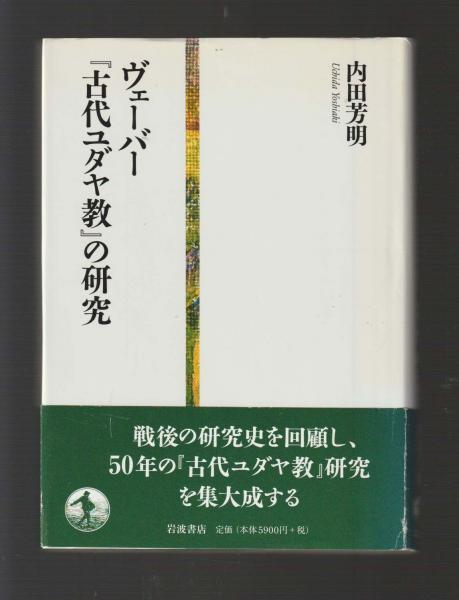 内田芳明
Uchida Yoshiaki
ヴェーバー
『古代ユダヤ教』の研究
戦後の研究史を回顧し、
50年の『古代ユダヤ教』研究
を集大成する
岩波書店 定価(本体5900円+税)